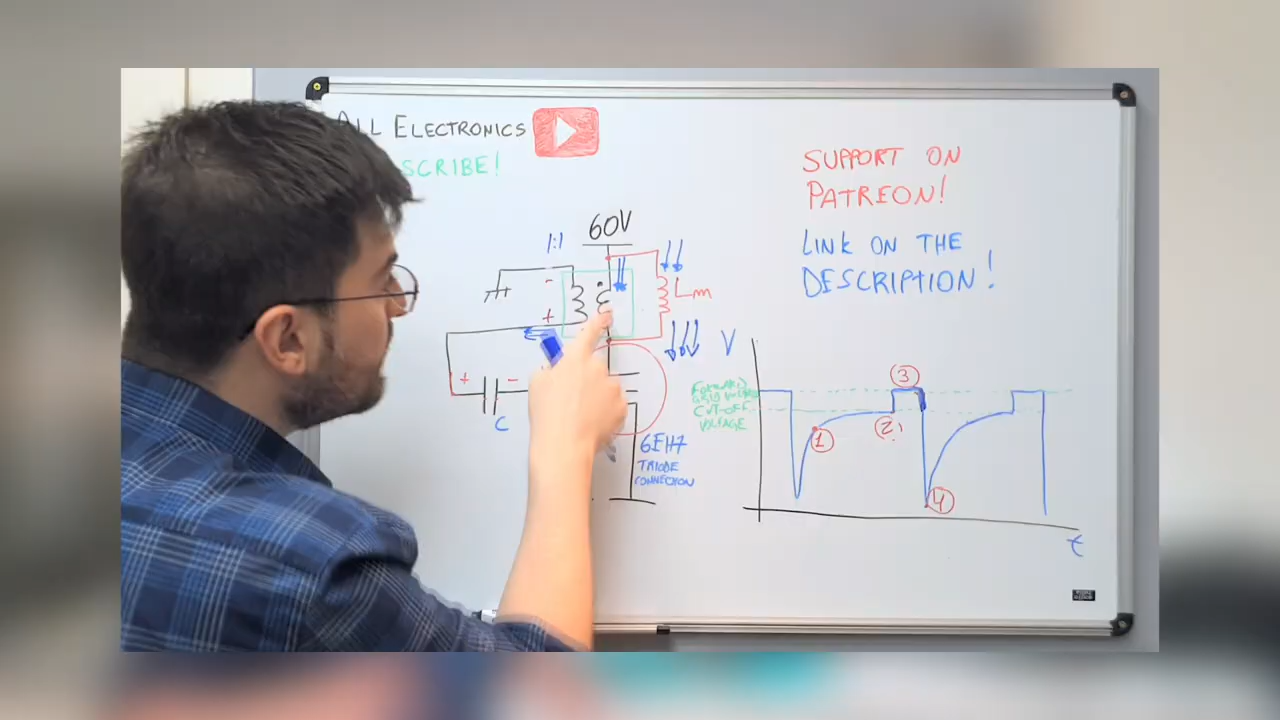 ALL ELECTRONICS
SCRIBE!
SUPPORT ON
PATREON!
LINK ON THE
DESCRIPTION!
60V
1:1
-
+
Lm
+
-
C
6EH7
TRIODE
CONNECTION
V
FORWARD
GRID VOLTAGE
CUT-OFF
VOLTAGE
1
2
3
4
t